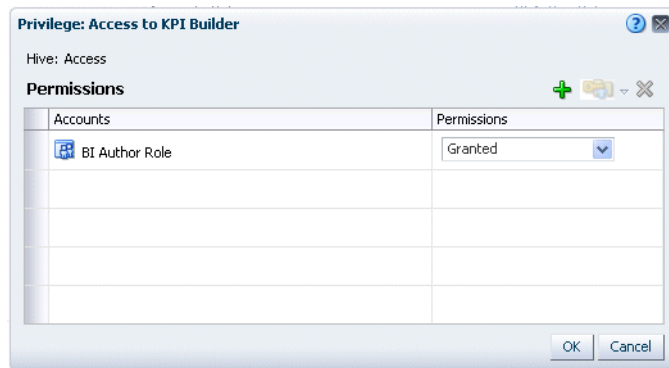 Privilege: Access to KPI Builder
Hive: Access
Permissions
Accounts Permissions
BI Author Role Granted
OK Cancel